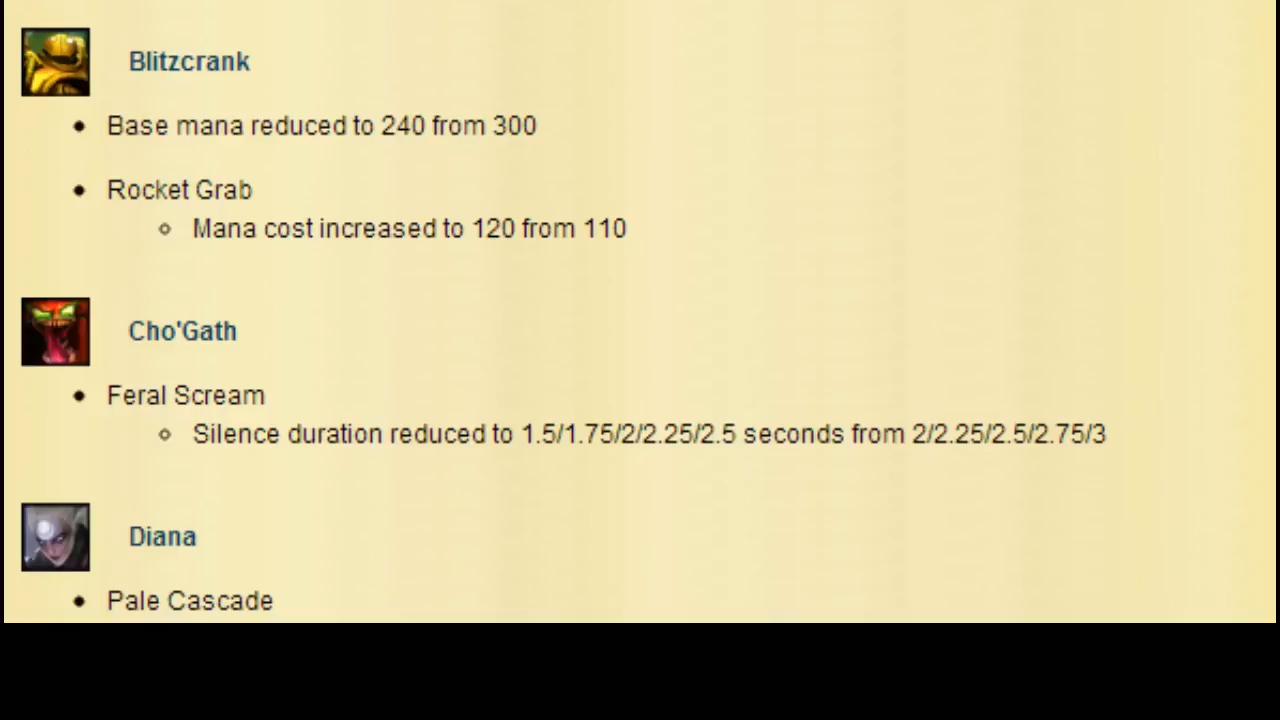 Blitzcrank
Base mana reduced to 240 from 300
Rocket Grab
Mana cost increased to 120 from 110
Cho'Gath
Feral Scream
Silence duration reduced to 1.5/1.75/2/2.25/2.5 seconds from 2/2.25/2.5/2.75/3
Diana
Pale Cascade